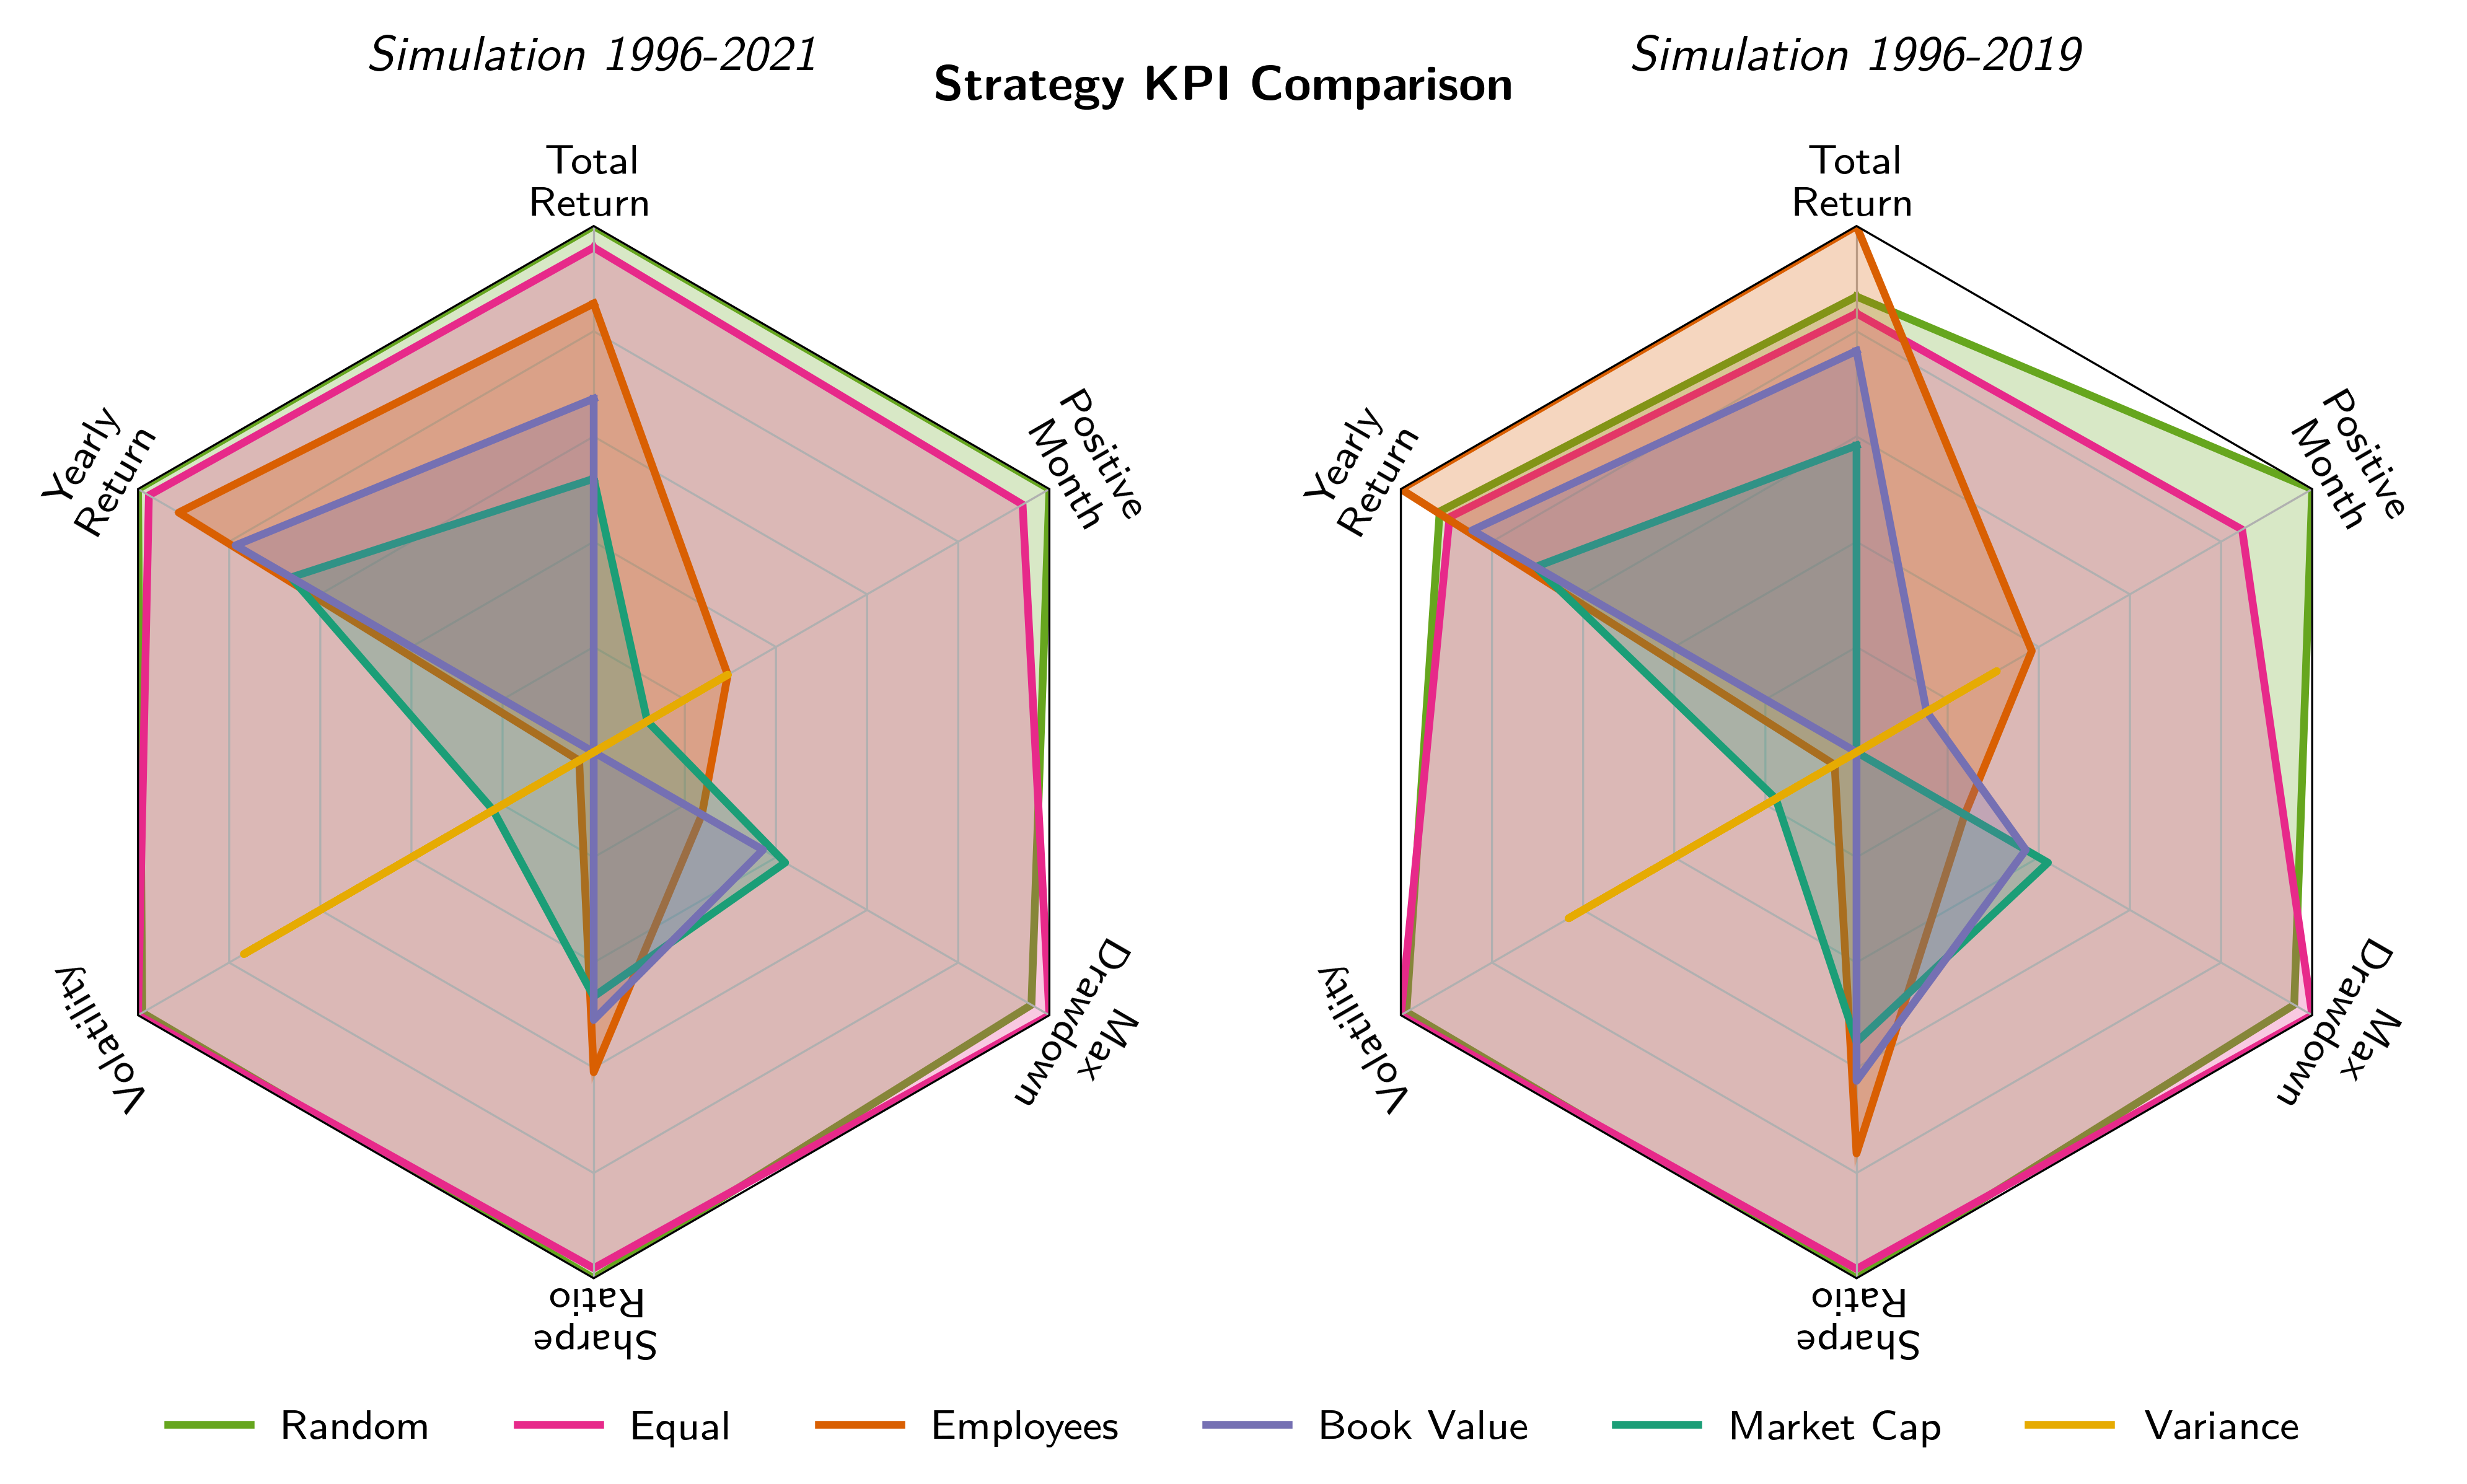 Simulation 1996-2021
Strategy KPI Comparison
Simulation 1996-2019
Total
Return
Positive
Month
Yearly
Return
Volatility
Max
Drawdown
Sharpe
Ratio
Total
Return
Positive
Month
Yearly
Return
Volatility
Max
Drawdown
Sharpe
Ratio
Random
Equal
Employees
Book Value
Market Cap
Variance